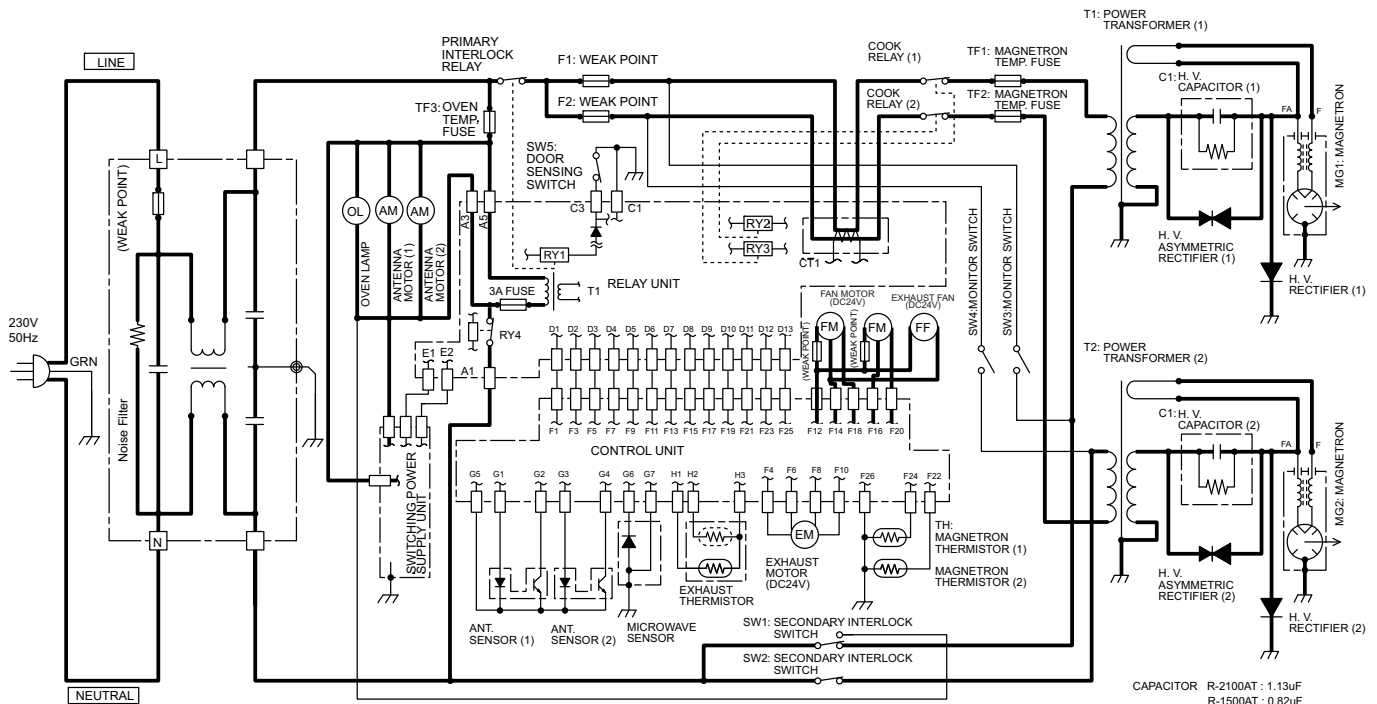 LINE
230V
50Hz
GRN
NEUTRAL
L
N
(WEAK POINT)
Noise Filter
PRIMARY
INTERLOCK
RELAY
TF3: OVEN
TEMP.
FUSE
F1: WEAK POINT
F2: WEAK POINT
SW5:
DOOR
SENSING
SWITCH
C3
C1
OL
AM
AM
OVEN LAMP
ANTENNA
MOTOR (1)
ANTENNA
MOTOR (2)
A3
A5
RY1
T1
RELAY UNIT
3A FUSE
RY4
E1
E2
A1
SWITCHING POWER
SUPPLY UNIT
COOK
RELAY (1)
COOK
RELAY (2)
TF1: MAGNETRON
TEMP. FUSE
TF2: MAGNETRON
TEMP. FUSE
RY2
RY3
CT1
FAN MOTOR
(DC24V)
EXHAUST FAN
(DC24V)
FM
FM
FF
(WEAK POINT)
(WEAK POINT)
D1
D2
D3
D4
D5
D6
D7
D8
D9
D10
D11
D12
D13
F1
F3
F5
F7
F9
F11
F13
F15
F17
F19
F21
F23
F25
F12
F14
F18
F16
F20
CONTROL UNIT
G5
G1
G2
G3
G4
G6
G7
H1
H2
H3
F4
F6
F8
F10
F26
F24
F22
ANT.
SENSOR (1)
ANT.
SENSOR (2)
MICROWAVE
SENSOR
EXHAUST
THERMISTOR
EM
EXHAUST
MOTOR
(DC24V)
TH:
MAGNETRON
THERMISTOR (1)
MAGNETRON
THERMISTOR (2)
SW4:MONITOR SWITCH
SW3:MONITOR SWITCH
SW1: SECONDARY INTERLOCK
SWITCH
SW2: SECONDARY INTERLOCK
SWITCH
T1: POWER
TRANSFORMER (1)
C1: H. V.
CAPACITOR (1)
FA
F
MG1: MAGNETRON
H. V.
ASYMMETRIC
RECTIFIER (1)
H. V.
RECTIFIER (1)
T2: POWER
TRANSFORMER (2)
C1: H. V.
CAPACITOR (2)
FA
F
MG2: MAGNETRON
H. V.
ASYMMETRIC
RECTIFIER (2)
H. V.
RECTIFIER (2)
CAPACITOR R-2100AT : 1.13uF
R-1500AT : 0.82uF